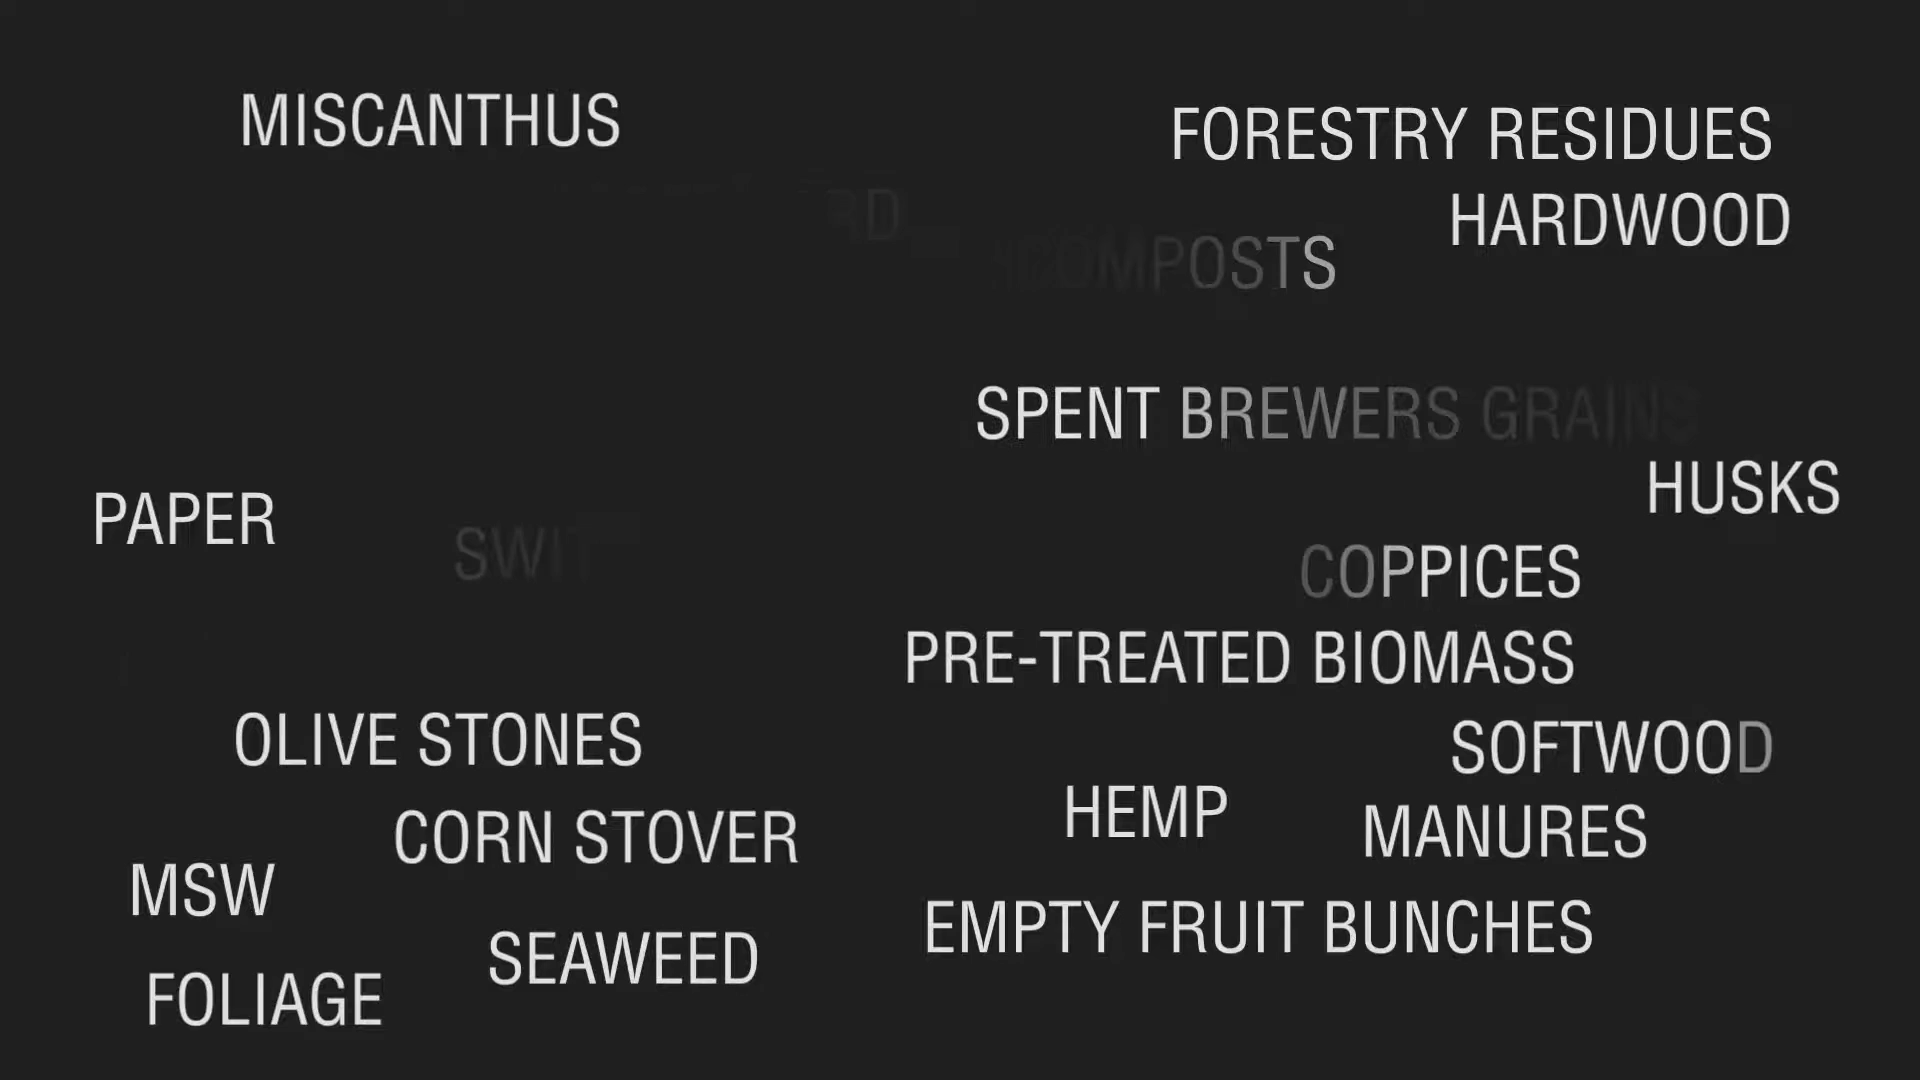 MISCANTHUS
FORESTRY RESIDUES
HARDWOOD
COMPOSTS
SPENT BREWERS GRAINS
HUSKS
PAPER
COPPICES
PRE-TREATED BIOMASS
OLIVE STONES
SOFTWOOD
HEMP
MANURES
CORN STOVER
MSW
EMPTY FRUIT BUNCHES
SEAWEED
FOLIAGE